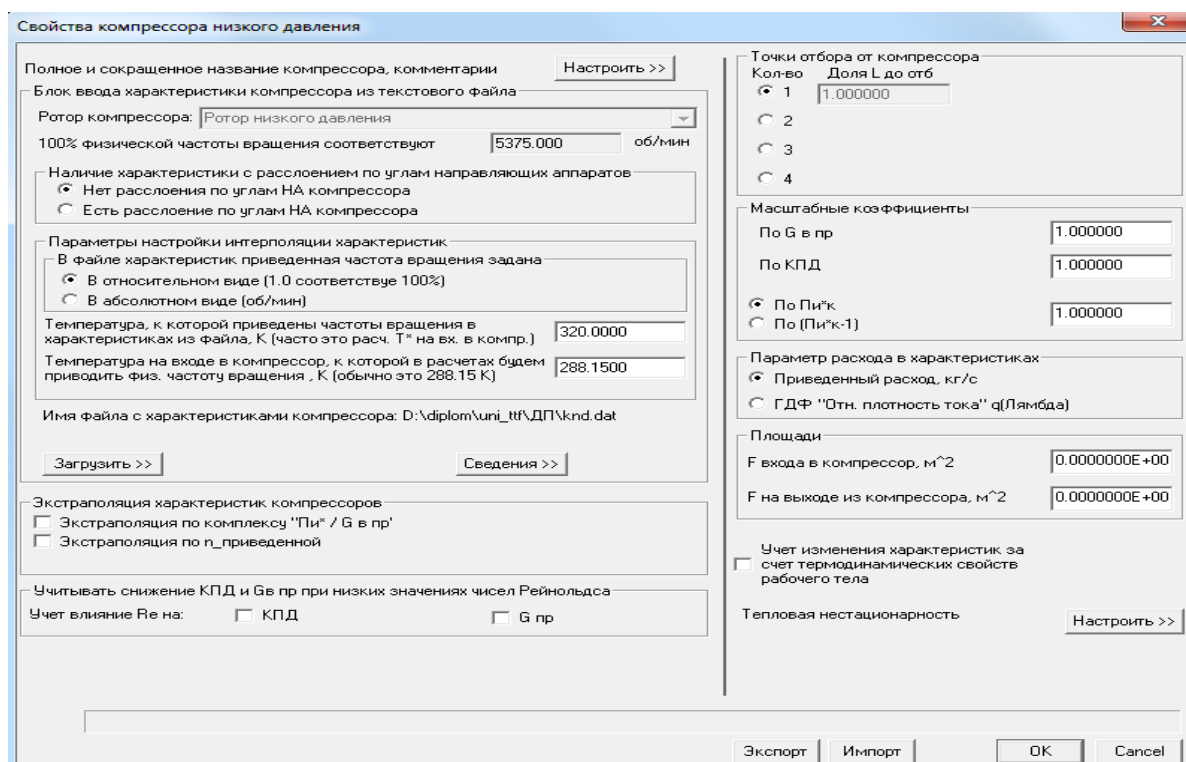 Свойства компрессора низкого давления
Полное и сокращенное название компрессора, комментарии
Настроить >>
Блок ввода характеристики компрессора из текстового файла
Ротор компрессора: Ротор низкого давления
100% физической частоты вращения соответствуют 5375.000 об/мин
Наличие характеристики с расслоением по углам направляющих аппаратов
Нет расслоения по углам НА компрессора
Есть расслоение по углам НА компрессора
Параметры настройки интерполяции характеристик
В файле характеристик приведенная частота вращения задана
В относительном виде (1.0 соответствуе 100%)
В абсолютном виде (об/мин)
Температура, к которой приведены частоты вращения в
характеристиках из файла, К (часто это расч. Т* на вх. в компр.)
320.0000
Температура на входе в компрессор, к которой в расчетах будем
приводить физ. частоту вращения , К (обычно это 288.15 К)
288.1500
Имя файла с характеристиками компрессора: D:\diplom\uni_ttf\ДП\knd.dat
Загрузить >>
Сведения >>
Экстраполяция характеристик компрессоров
Экстраполяция по комплексу "Пи* / G в пр'
Экстраполяция по n_приведенной
Учитывать снижение КПД и Gв пр при низких значениях чисел Рейнольдса
Учет влияние Re на: КПД G пр
Точки отбора от компрессора
Кол-во Доля L до отб
1 1.000000
2
3
4
Масштабные коэффициенты
По G в пр 1.000000
По КПД 1.000000
По Пи*к
По (Пи*к-1)
1.000000
Параметр расхода в характеристиках
Приведенный расход, кг/с
ГДФ "Отн. плотность тока" q(Лямбда)
Площади
F входа в компрессор, м^2 0.0000000E+00
F на выходе из компрессора, м^2 0.0000000E+00
Учет изменения характеристик за
счет термодинамических свойств
рабочего тела
Тепловая нестационарность
Настроить >>
Экспорт Импорт OK Cancel